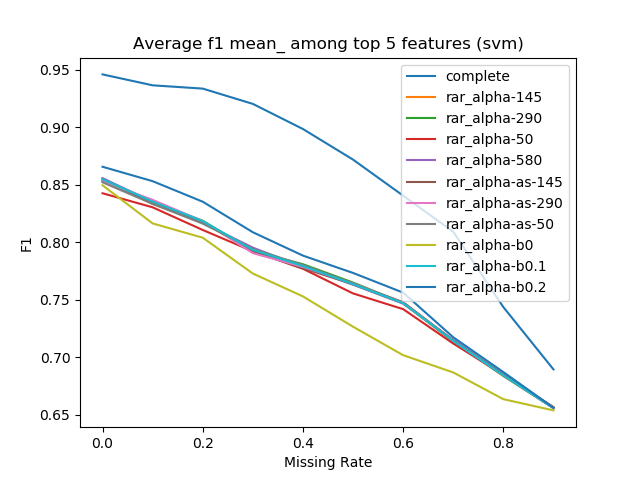 Average f1 mean_ among top 5 features (svm)
F1
0.95
0.90
0.85
0.80
0.75
0.70
0.65
complete
rar_alpha-145
rar_alpha-290
rar_alpha-50
rar_alpha-580
rar_alpha-as-145
rar_alpha-as-290
rar_alpha-as-50
rar_alpha-b0
rar_alpha-b0.1
rar_alpha-b0.2
0.0 0.2 0.4 0.6 0.8
Missing Rate